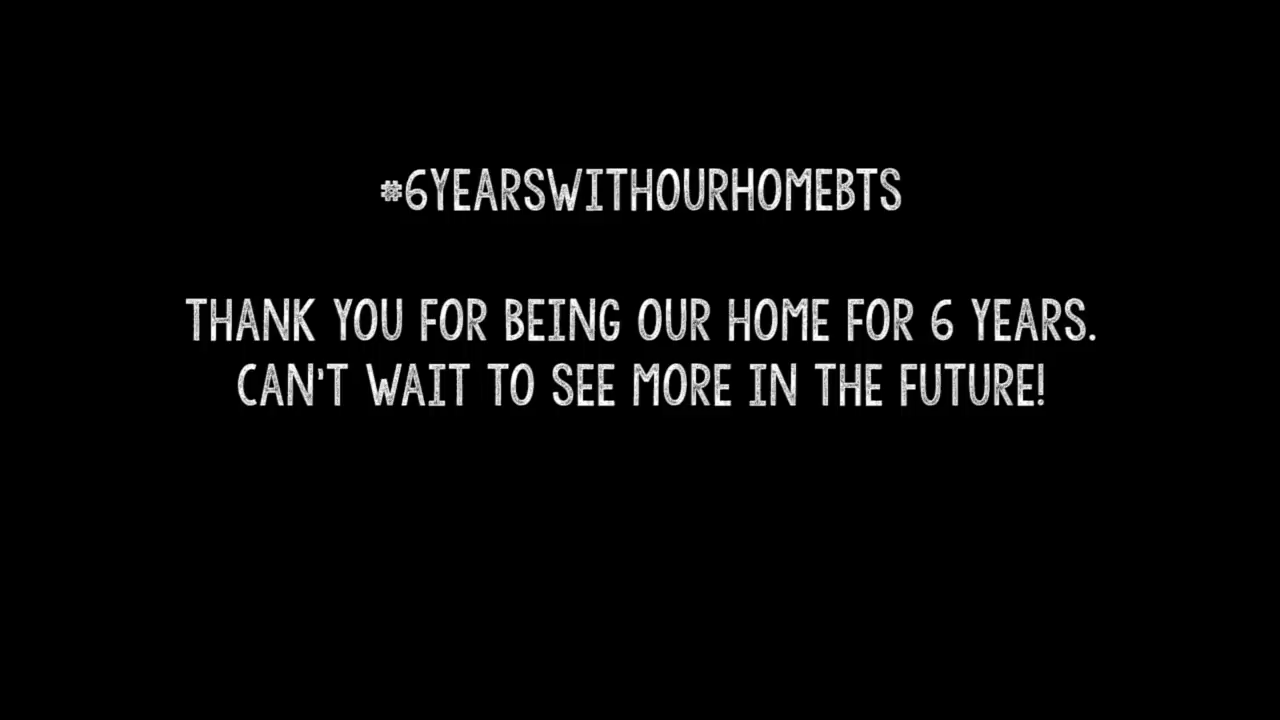 #6YEARSWITHOURHOMEBTS
THANK YOU FOR BEING OUR HOME FOR 6 YEARS.
CAN'T WAIT TO SEE MORE IN THE FUTURE!